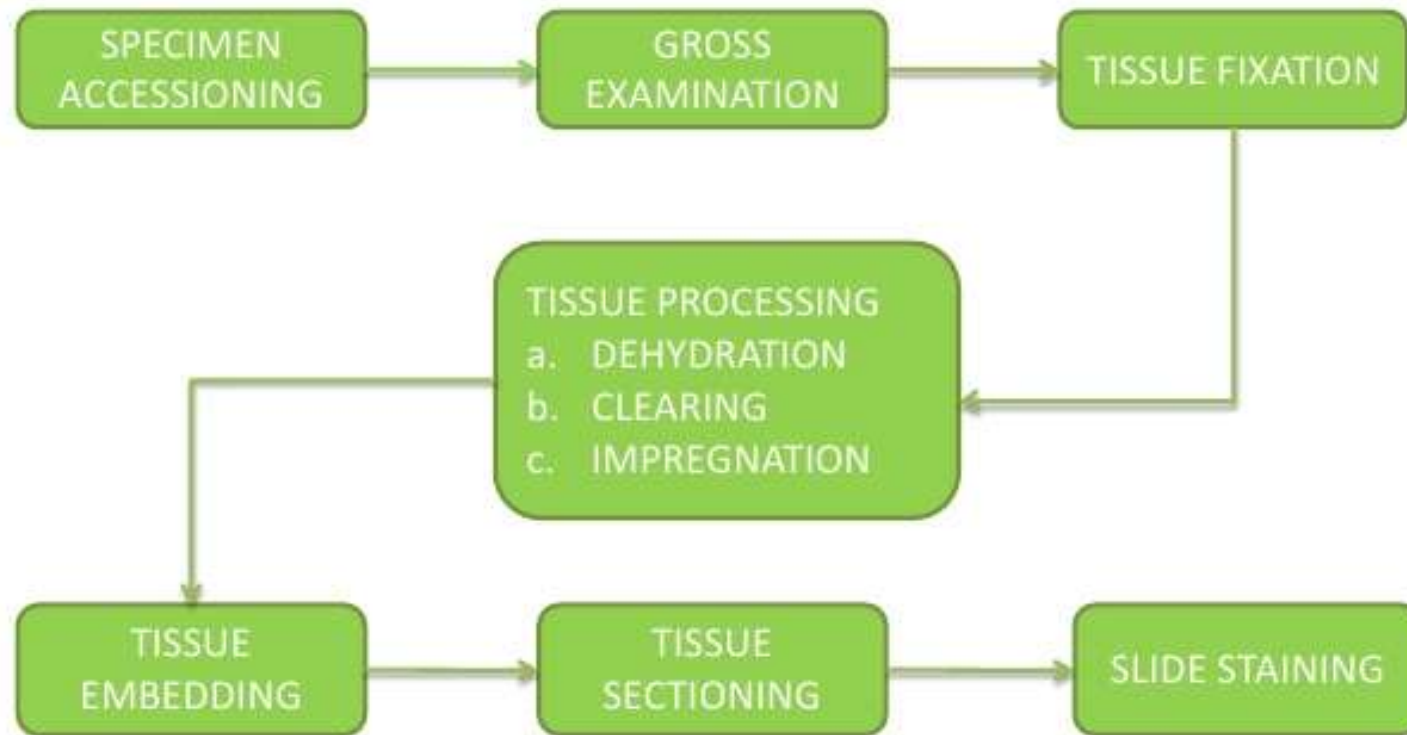 SPECIMEN
ACCESSIONING
GROSS
EXAMINATION
TISSUE FIXATION
TISSUE PROCESSING
a. DEHYDRATION
b. CLEARING
c. IMPREGNATION
TISSUE
EMBEDDING
TISSUE
SECTIONING
SLIDE STAINING